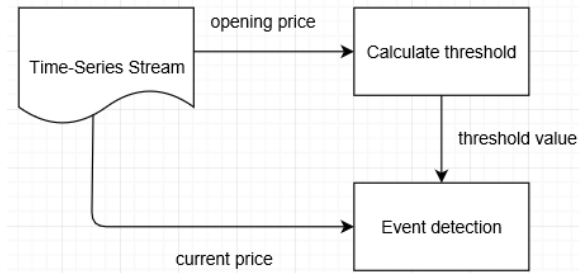 opening price
Time-Series Stream
Calculate threshold
threshold value
Event detection
current price